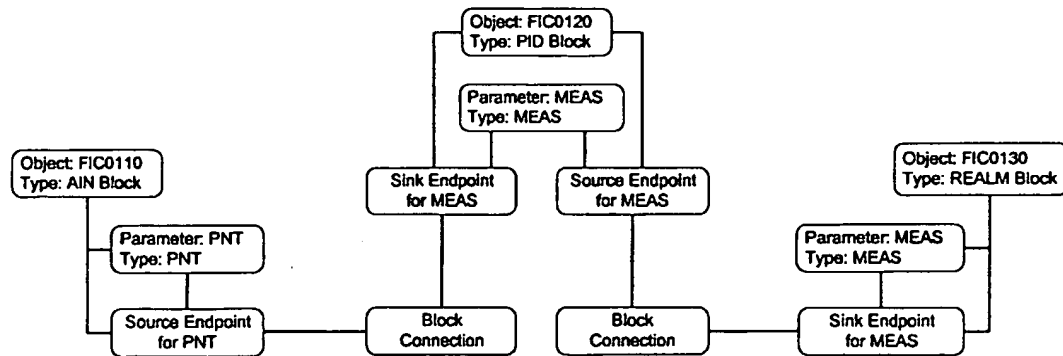 Object: FIC0120
Type: PID Block
Parameter: MEAS
Type: MEAS
Object: FIC0110
Type: AIN Block
Sink Endpoint
for MEAS
Source Endpoint
for MEAS
Object: FIC0130
Type: REALM Block
Parameter: PNT
Type: PNT
Parameter: MEAS
Type: MEAS
Source Endpoint
for PNT
Block
Connection
Block
Connection
Sink Endpoint
for MEAS